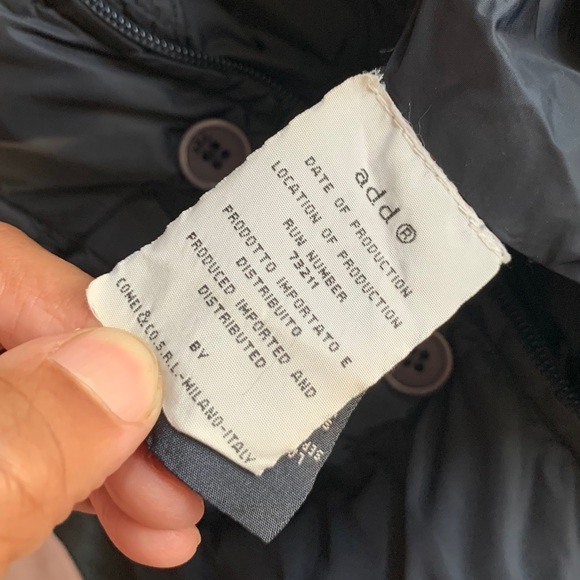 add®
DATE OF PRODUCTION
LOCATION OF PRODUCTION
RUN NUMBER
73211
PRODOTTO IMPORTATO E
DISTRIBUITO
PRODUCED IMPORTED AND
DISTRIBUTED
BY
COMEI&CO.S.R.L-MILANO-ITALY